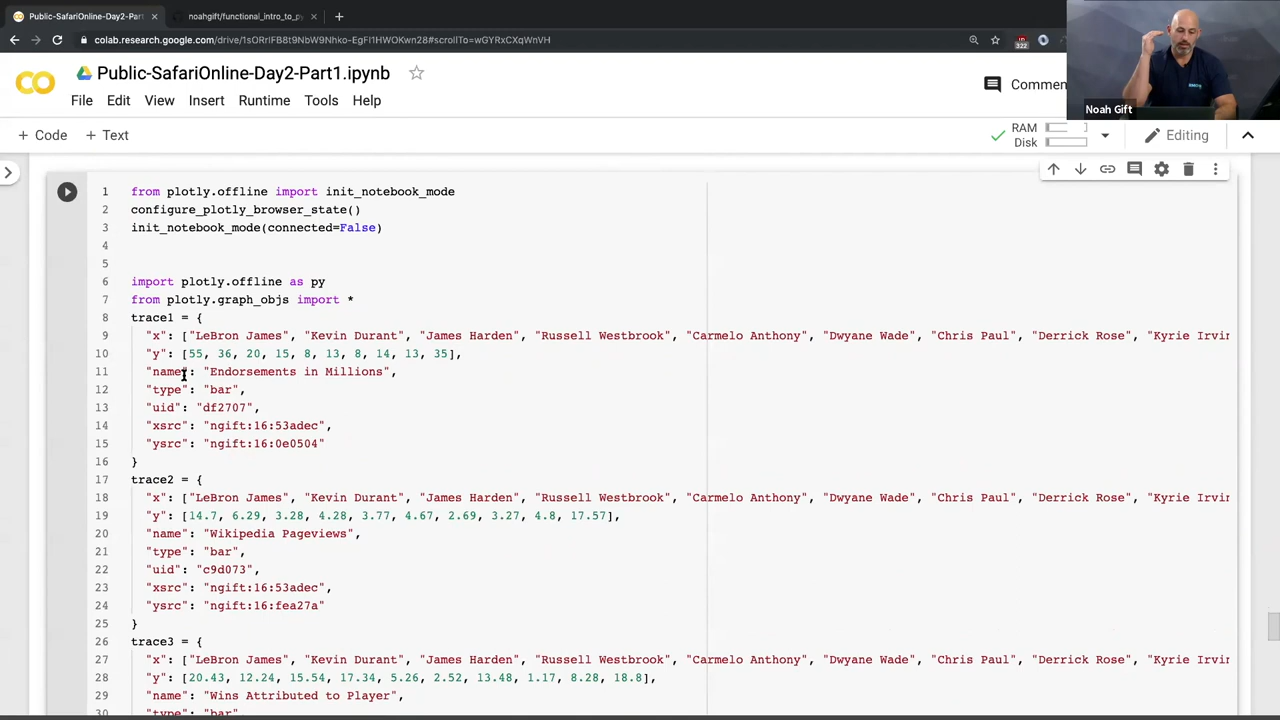 Public-SafariOnline-Day2-Part1
noahgift/functional_intro_to_py
colab.research.google.com/drive/1sORrIFB8t9NbW9Nhko-EgFI1HWOKwn28#scrollTo=wGYRxCXqWnVH
322
CO
Public-SafariOnline-Day2-Part1.ipynb
File Edit View Insert Runtime Tools Help
Comme
Noah Gift
+ Code + Text
RAM
Disk
Editing
1 from plotly.offline import init_notebook_mode
2 configure_plotly_browser_state()
3 init_notebook_mode(connected=False)
4
5
6 import plotly.offline as py
7 from plotly.graph_objs import *
8 trace1 = {
9 "x": ["LeBron James", "Kevin Durant", "James Harden", "Russell Westbrook", "Carmelo Anthony", "Dwyane Wade", "Chris Paul", "Derrick Rose", "Kyrie Irvin
10 "y": [55, 36, 20, 15, 8, 13, 8, 14, 13, 35],
11 "name": "Endorsements in Millions",
12 "type": "bar",
13 "uid": "df2707",
14 "xsrc": "ngift:16:53adec",
15 "ysrc": "ngift:16:0e0504"
16 }
17 trace2 = {
18 "x": ["LeBron James", "Kevin Durant", "James Harden", "Russell Westbrook", "Carmelo Anthony", "Dwyane Wade", "Chris Paul", "Derrick Rose", "Kyrie Irvin
19 "y": [14.7, 6.29, 3.28, 4.28, 3.77, 4.67, 2.69, 3.27, 4.8, 17.57],
20 "name": "Wikipedia Pageviews",
21 "type": "bar",
22 "uid": "c9d073",
23 "xsrc": "ngift:16:53adec",
24 "ysrc": "ngift:16:fea27a"
25 }
26 trace3 = {
27 "x": ["LeBron James", "Kevin Durant", "James Harden", "Russell Westbrook", "Carmelo Anthony", "Dwyane Wade", "Chris Paul", "Derrick Rose", "Kyrie Irvin
28 "y": [20.43, 12.24, 15.54, 17.34, 5.26, 2.52, 13.48, 1.17, 8.28, 18.8],
29 "name": "Wins Attributed to Player",
30 "type": "bar",